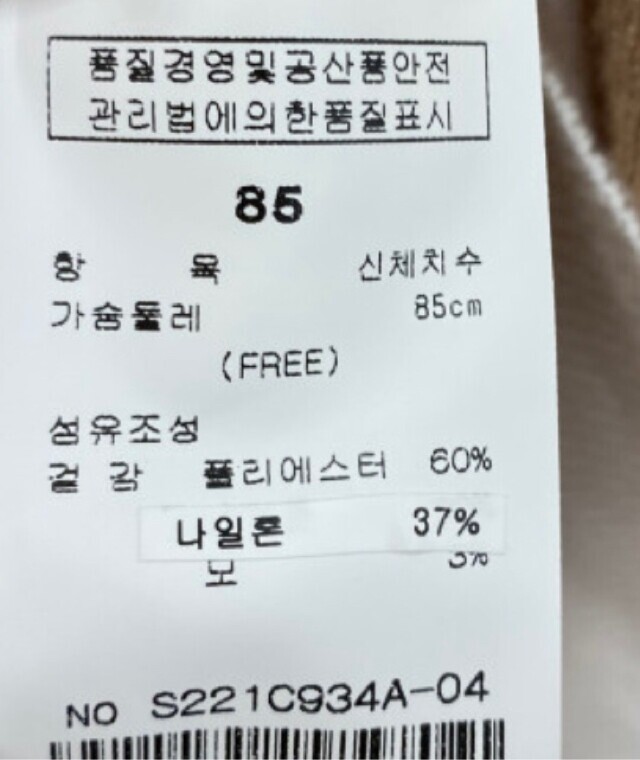 품질경영및공산품안전
관리법에의한품질표시
85
항 목 신체치수
가슴둘레 85cm
(FREE)
섬유조성
겉 감 폴리에스터 60%
나일론 37%
모 3%
NO S221C934A-04